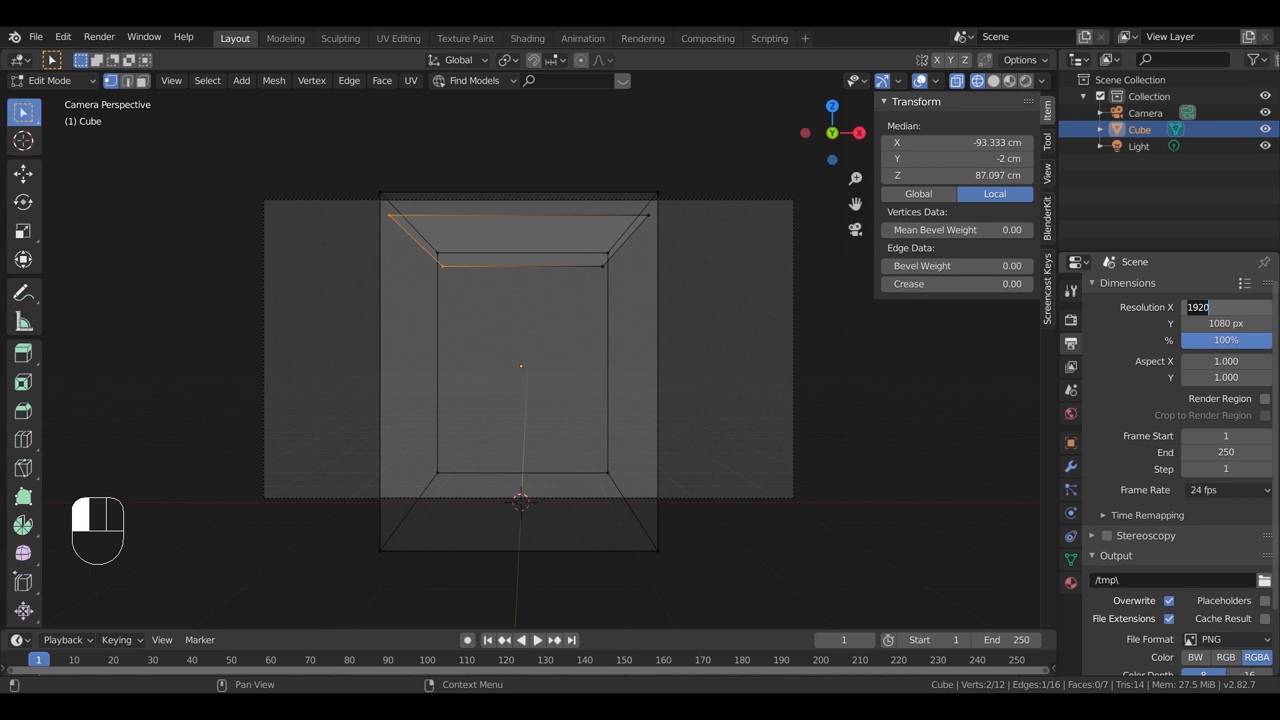 File Edit Render Window Help Layout Modeling Sculpting UV Editing Texture Paint Shading Animation Rendering Compositing Scripting + Scene View Layer
Global X Y Z Options
Edit Mode View Select Add Mesh Vertex Edge Face UV Find Models
Camera Perspective
(1) Cube
Z
Y
X
Transform
Median:
X -93.333 cm
Y -2 cm
Z 87.097 cm
Global Local
Vertices Data:
Mean Bevel Weight 0.00
Edge Data:
Bevel Weight 0.00
Crease 0.00
Item
Tool
View
BlenderKit
Screencast Keys
Scene Collection
Collection
Camera
Cube
Light
Scene
Dimensions
Resolution X 1920
Y 1080 px
% 100%
Aspect X 1.000
Y 1.000
Render Region
Crop to Render Region
Frame Start 1
End 250
Step 1
Frame Rate 24 fps
Time Remapping
Stereoscopy
Output
/tmp\
Overwrite Placeholders
File Extensions Cache Result
File Format PNG
Color BW RGB RGBA
Color Depth 8 16
Playback Keying View Marker 1 Start 1 End 250
1 10 20 30 40 50 60 70 80 90 100 110 120 130 140 150 160 170 180 190 200 210 220 230 240 250
Pan View Context Menu Cube | Verts:2/12 | Edges:1/16 | Faces:0/7 | Tris:14 | Mem: 27.5 MiB | v2.82.7